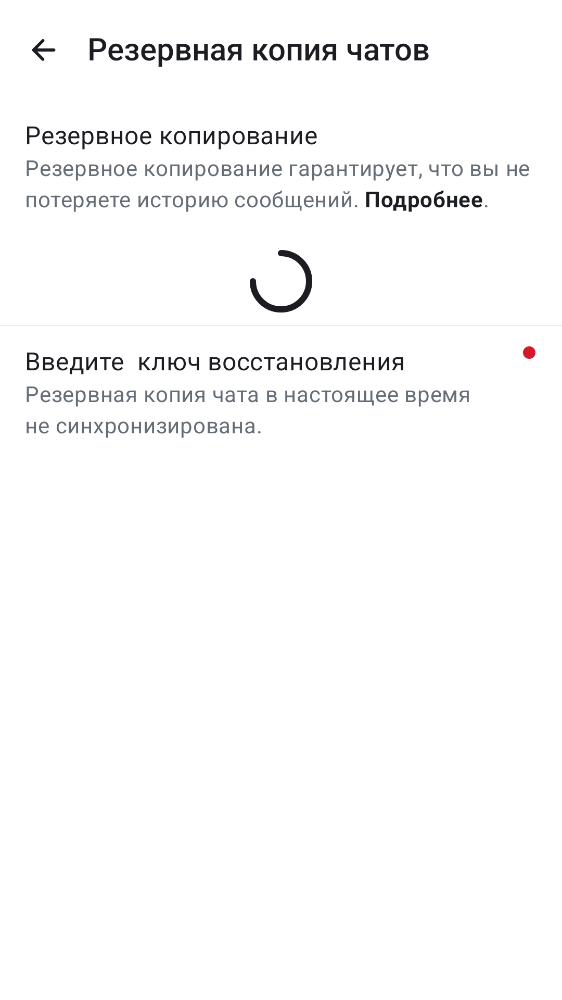 Резервная копия чатов
Резервное копирование
Резервное копирование гарантирует, что вы не
потеряете историю сообщений. Подробнее.
Введите  ключ восстановления
Резервная копия чата в настоящее время
не синхронизирована.